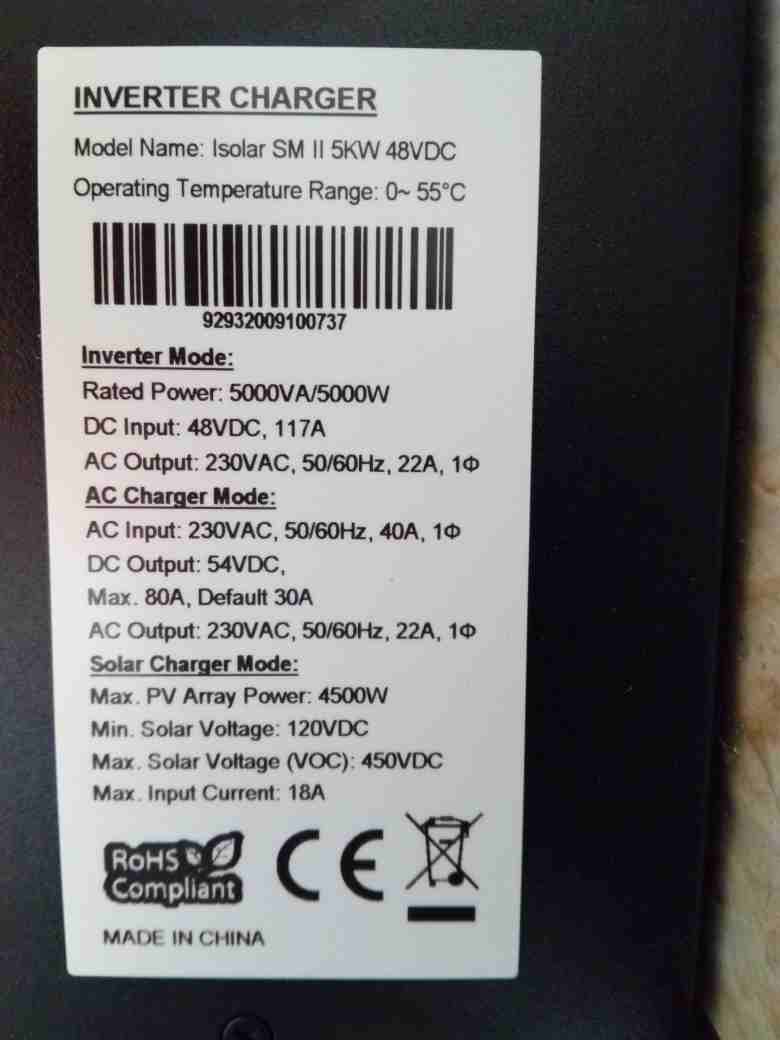 INVERTER CHARGER
Model Name: Isolar SM II 5KW 48VDC
Operating Temperature Range: 0~ 55°C
92932009100737
Inverter Mode:
Rated Power: 5000VA/5000W
DC Input: 48VDC, 117A
AC Output: 230VAC, 50/60Hz, 22A, 1Φ
AC Charger Mode:
AC Input: 230VAC, 50/60Hz, 40A, 1Φ
DC Output: 54VDC,
Max. 80A, Default 30A
AC Output: 230VAC, 50/60Hz, 22A, 1Φ
Solar Charger Mode:
Max. PV Array Power: 4500W
Min. Solar Voltage: 120VDC
Max. Solar Voltage (VOC): 450VDC
Max. Input Current: 18A
RoHS
Compliant
CE
MADE IN CHINA